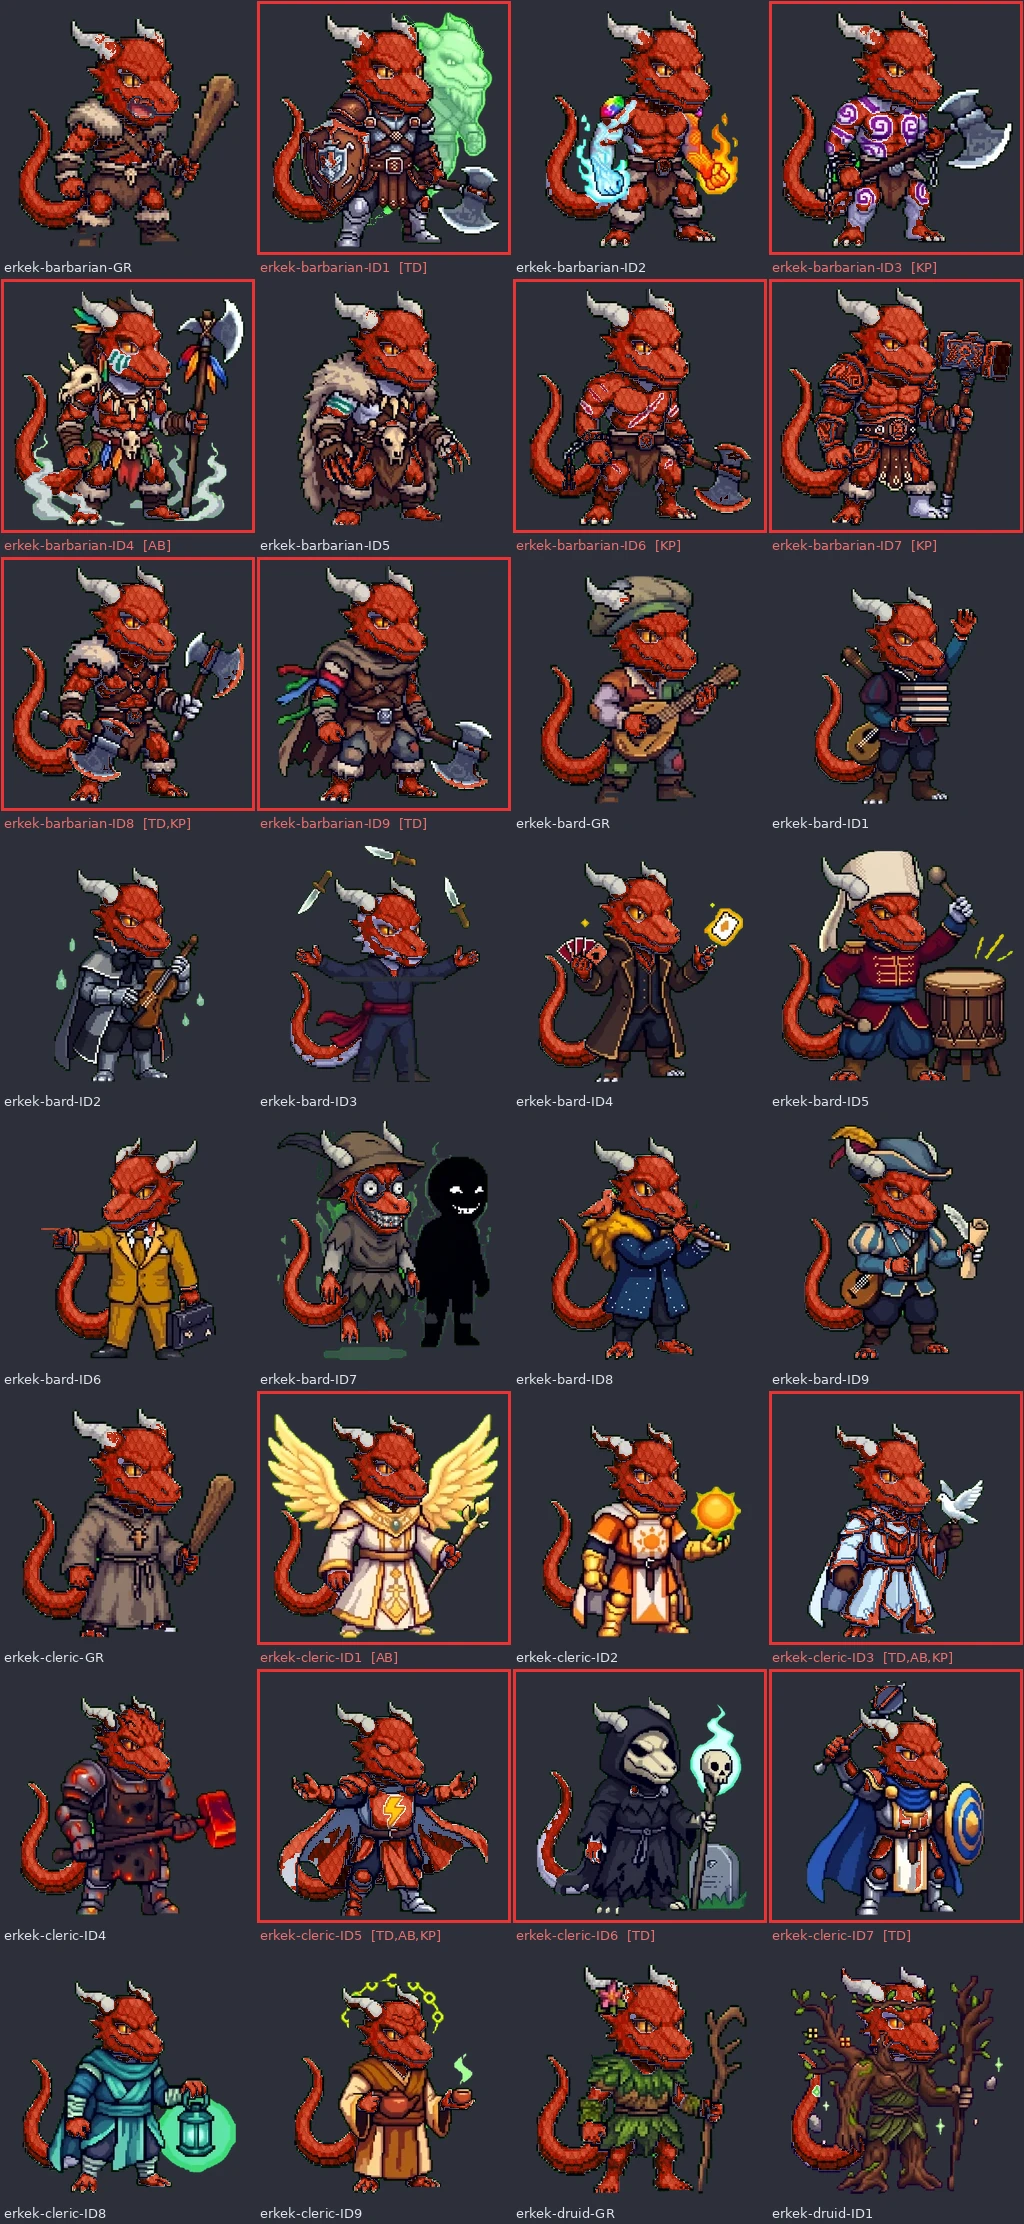 erkek-barbarian-GR
erkek-barbarian-ID1 [TD]
erkek-barbarian-ID2
erkek-barbarian-ID3 [KP]
erkek-barbarian-ID4 [AB]
erkek-barbarian-ID5
erkek-barbarian-ID6 [KP]
erkek-barbarian-ID7 [KP]
erkek-barbarian-ID8 [TD,KP]
erkek-barbarian-ID9 [TD]
erkek-bard-GR
erkek-bard-ID1
erkek-bard-ID2
erkek-bard-ID3
erkek-bard-ID4
erkek-bard-ID5
erkek-bard-ID6
erkek-bard-ID7
erkek-bard-ID8
erkek-bard-ID9
erkek-cleric-GR
erkek-cleric-ID1 [AB]
erkek-cleric-ID2
erkek-cleric-ID3 [TD,AB,KP]
erkek-cleric-ID4
erkek-cleric-ID5 [TD,AB,KP]
erkek-cleric-ID6 [TD]
erkek-cleric-ID7 [TD]
erkek-cleric-ID8
erkek-cleric-ID9
erkek-druid-GR
erkek-druid-ID1